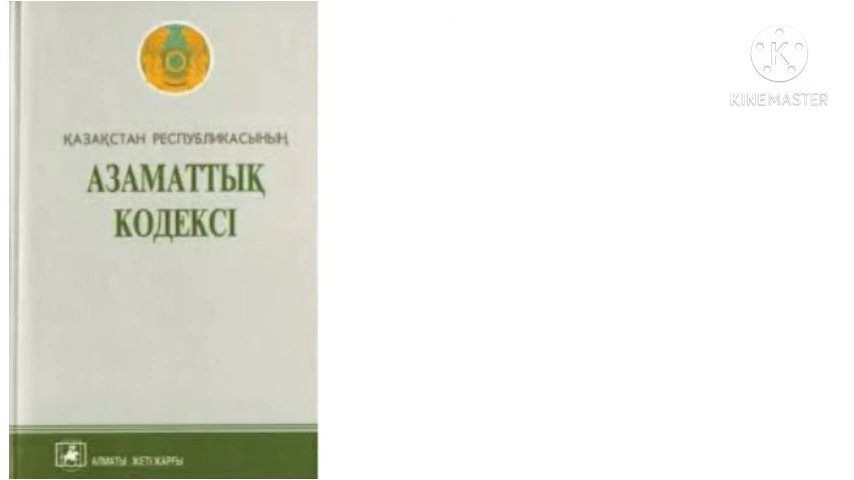 ҚАЗАҚСТАН РЕСПУБЛИКАСЫНЫҢ
АЗАМАТТЫҚ
КОДЕКСІ
АЛМАТЫ ЖЕТІ ЖАРҒЫ
KINEMASTER